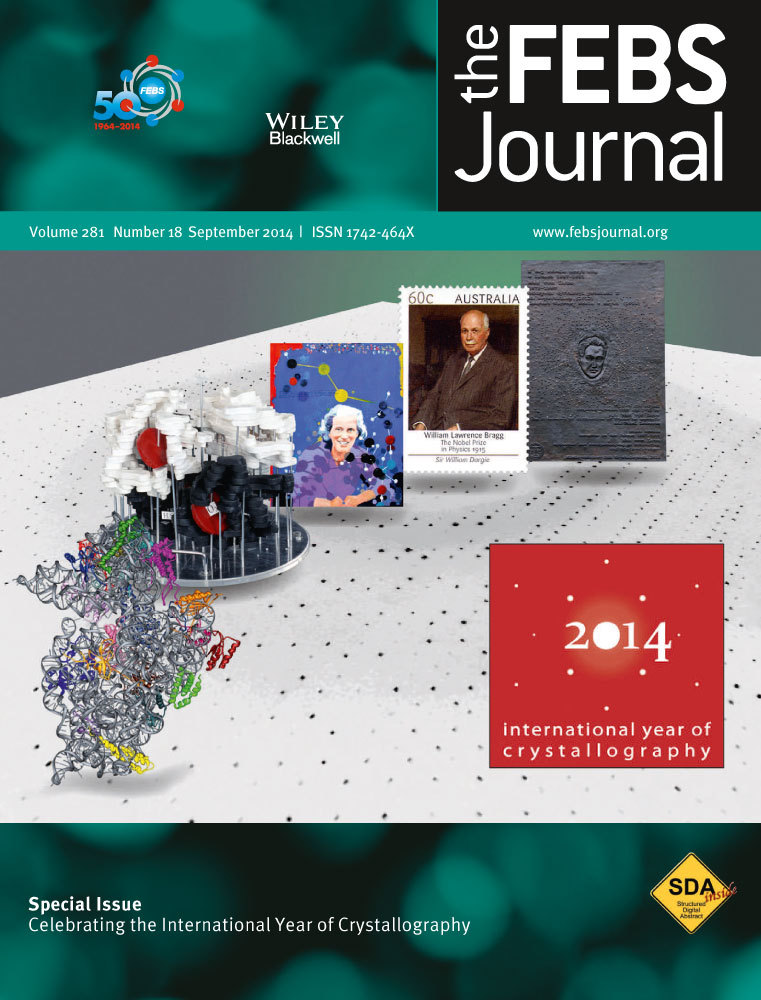 the FEBS
Journal
50 FEBS
1964–2014
WILEY
Blackwell
Volume 281 Number 18 September 2014 | ISSN 1742-464X
www.febsjournal.org
60c AUSTRALIA
William Lawrence Bragg
The Nobel Prize
in Physics 1915
Sir William Dargie
2014
international year of
crystallography
Special Issue
Celebrating the International Year of Crystallography
SDA inside
Structured
Digital
Abstract